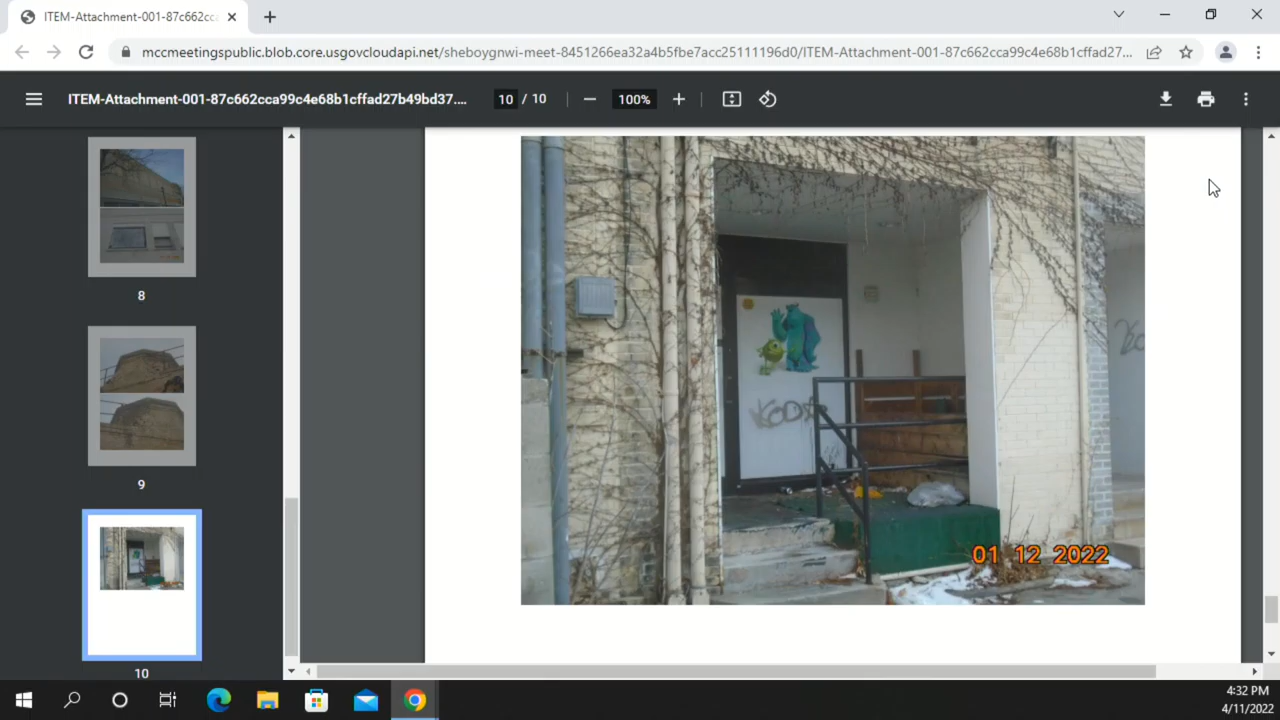 ITEM-Attachment-001-87c662cc
mccmeetingspublic.blob.core.usgovcloudapi.net/sheboygnwi-meet-8451266ea32a4b5fbe7acc25111196d0/ITEM-Attachment-001-87c662cca99c4e68b1cffad27...
ITEM-Attachment-001-87c662cca99c4e68b1cffad27b49bd37....
10 / 10
100%
8
9
10
01 12 2022
4:32 PM
4/11/2022